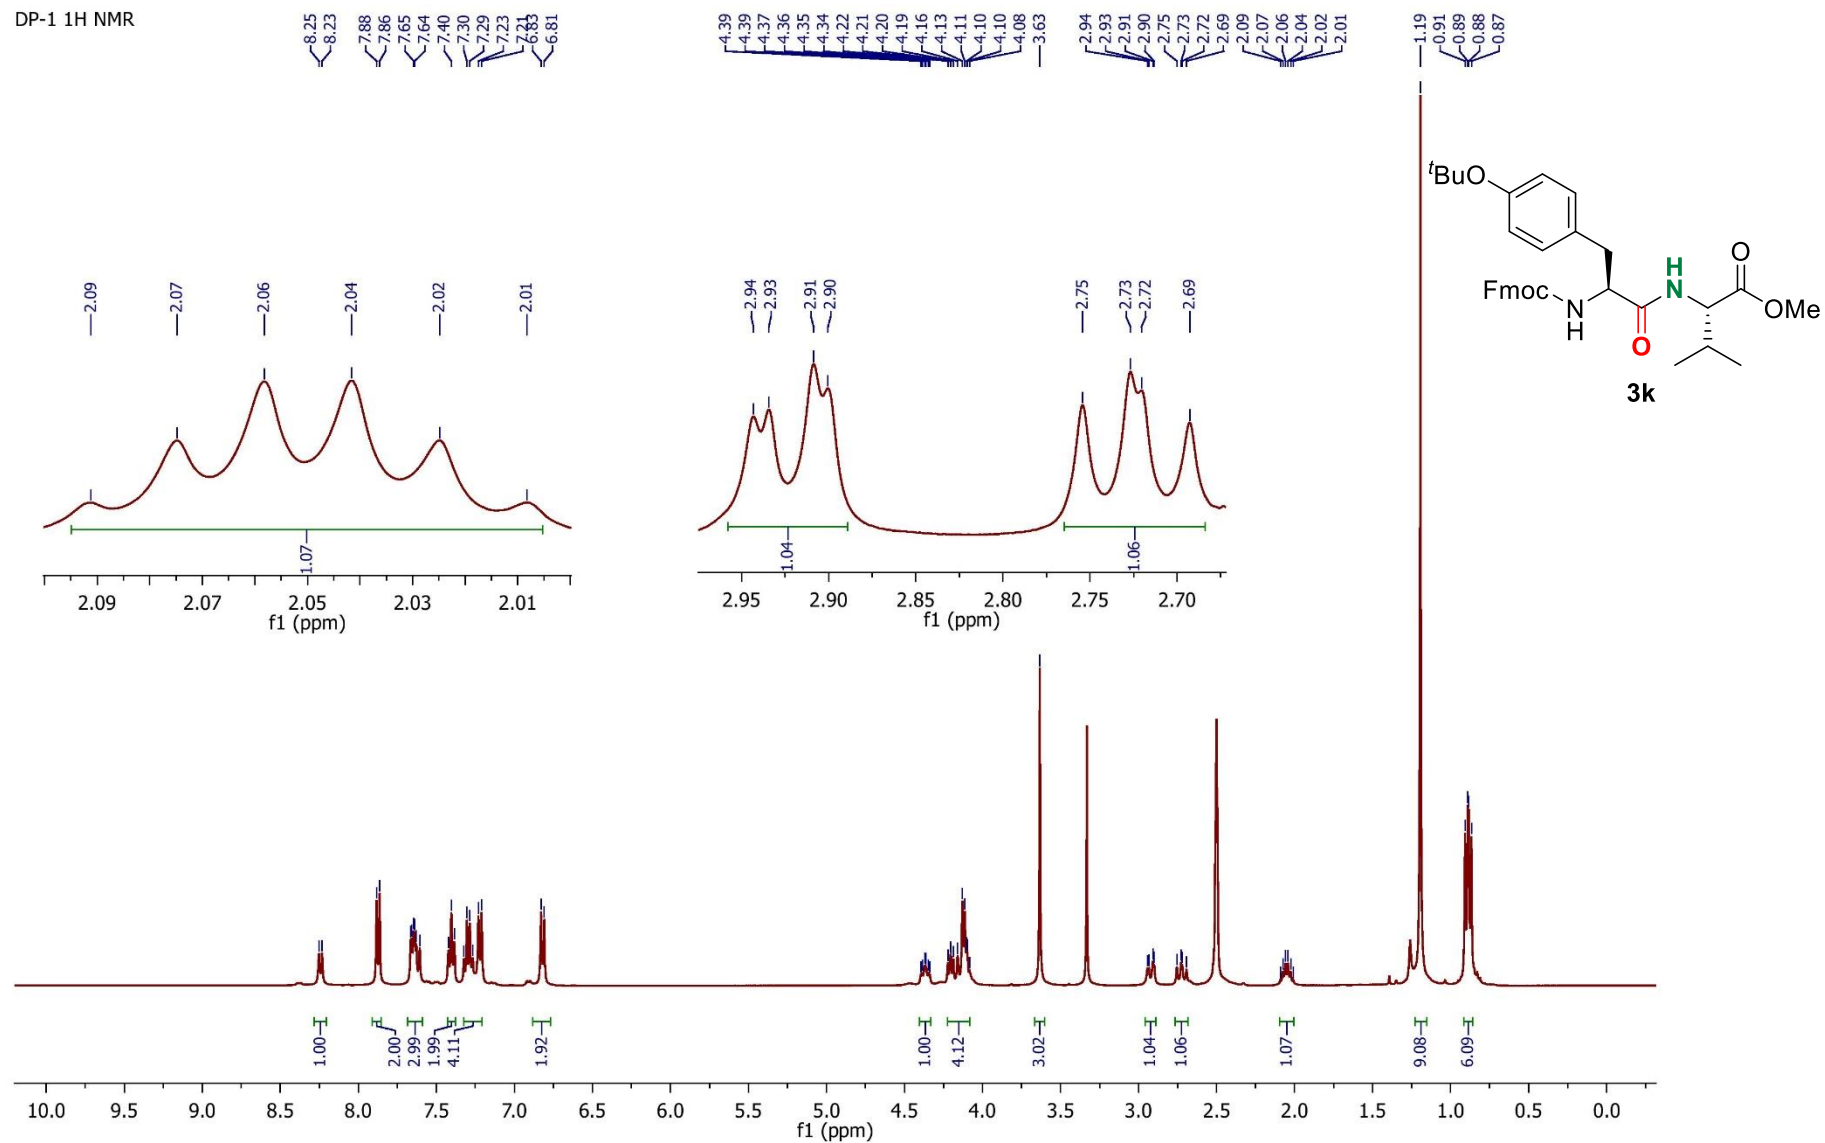 DP-1 1H NMR
8.25 8.23 7.88 7.86 7.65 7.64 7.40 7.30 7.29 7.23 7.21 6.83 6.81 4.39 4.39 4.37 4.36 4.35 4.34 4.22 4.21 4.20 4.19 4.16 4.13 4.11 4.10 4.10 4.08 3.63 2.94 2.93 2.91 2.90 2.75 2.73 2.72 2.69 2.09 2.07 2.06 2.04 2.02 2.01 1.19 0.91 0.89 0.88 0.87
2.09 2.07 2.06 2.04 2.02 2.01
1.07
2.09 2.07 2.05 2.03 2.01
f1 (ppm)
2.94 2.93 2.91 2.90 2.75 2.73 2.72 2.69
1.04 1.06
2.95 2.90 2.85 2.80 2.75 2.70
f1 (ppm)
tBuO
H
N
O
Fmoc
OMe
N
H
O
3k
1.00 2.00 2.99 1.99 4.11 1.92 1.00 4.12 3.02 1.04 1.06 1.07 9.08 6.09
10.0 9.5 9.0 8.5 8.0 7.5 7.0 6.5 6.0 5.5 5.0 4.5 4.0 3.5 3.0 2.5 2.0 1.5 1.0 0.5 0.0
f1 (ppm)